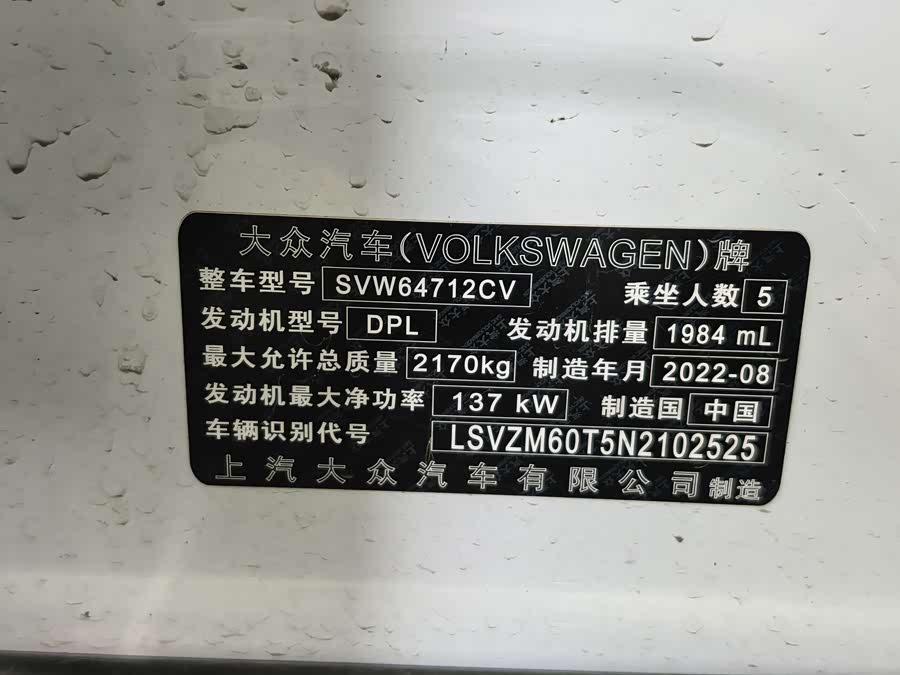 大众汽车(VOLKSWAGEN)牌
整车型号 SVW64712CV 乘坐人数 5
发动机型号 DPL 发动机排量 1984 mL
最大允许总质量 2170kg 制造年月 2022-08
发动机最大净功率 137 kW 制造国 中国
车辆识别代号 LSVZM60T5N2102525
上汽大众汽车有限公司制造